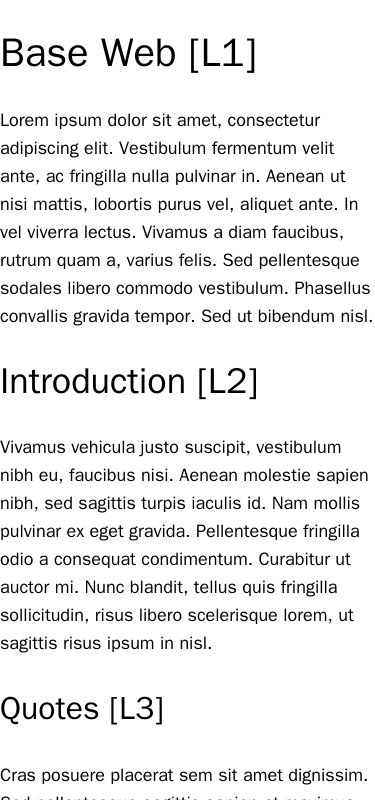 Base Web [L1]
Lorem ipsum dolor sit amet, consectetur
adipiscing elit. Vestibulum fermentum velit
ante, ac fringilla nulla pulvinar in. Aenean ut
nisi mattis, lobortis purus vel, aliquet ante. In
vel viverra lectus. Vivamus a diam faucibus,
rutrum quam a, varius felis. Sed pellentesque
sodales libero commodo vestibulum. Phasellus
convallis gravida tempor. Sed ut bibendum nisl.
Introduction [L2]
Vivamus vehicula justo suscipit, vestibulum
nibh eu, faucibus nisi. Aenean molestie sapien
nibh, sed sagittis turpis iaculis id. Nam mollis
pulvinar ex eget gravida. Pellentesque fringilla
odio a consequat condimentum. Curabitur ut
auctor mi. Nunc blandit, tellus quis fringilla
sollicitudin, risus libero scelerisque lorem, ut
sagittis risus ipsum in nisl.
Quotes [L3]
Cras posuere placerat sem sit amet dignissim.